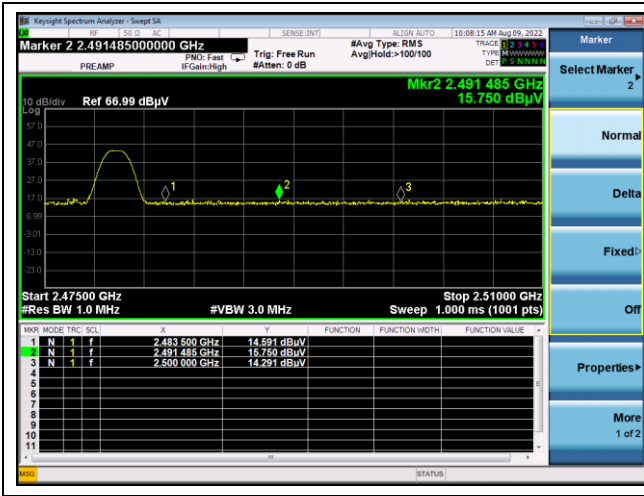 Keysight Spectrum Analyzer - Swept SA
RF 50 Ω AC SENSE:INT ALIGN AUTO 10:08:15 AM Aug 09, 2022
Marker 2 2.491485000000 GHz
PREAMP
PNO: Fast
IFGain:High
Trig: Free Run
#Atten: 0 dB
#Avg Type: RMS
Avg|Hold:>100/100
TRACE 1 2 3 4 5 6
TYPE M WWWWW
DET P S N N N N
Mkr2 2.491 485 GHz
15.750 dBµV
10 dB/div Ref 66.99 dBµV
Log
57.0
47.0
37.0
27.0
17.0
6.99
-3.01
-13.0
-23.0
1
2
3
Start 2.47500 GHz Stop 2.51000 GHz
#Res BW 1.0 MHz #VBW 3.0 MHz Sweep 1.000 ms (1001 pts)
MKR MODE TRC SCL X Y FUNCTION FUNCTION WIDTH FUNCTION VALUE
1 N 1 f 2.483 500 GHz 14.591 dBµV
2 N 1 f 2.491 485 GHz 15.750 dBµV
3 N 1 f 2.500 000 GHz 14.291 dBµV
4
5
6
7
8
9
10
11
MSG STATUS
Marker
Select Marker
2
Normal
Delta
Fixed
Off
Properties
More
1 of 2